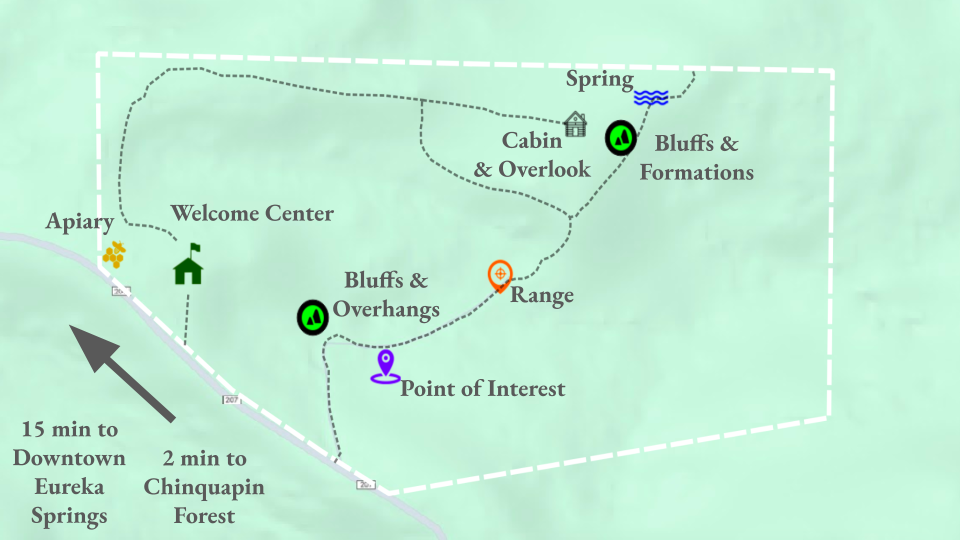 Spring
Cabin
& Overlook
Bluffs &
Formations
Apiary
Welcome Center
Bluffs &
Overhangs
Range
Point of Interest
207
15 min to
Downtown
Eureka
Springs
2 min to
Chinquapin
Forest